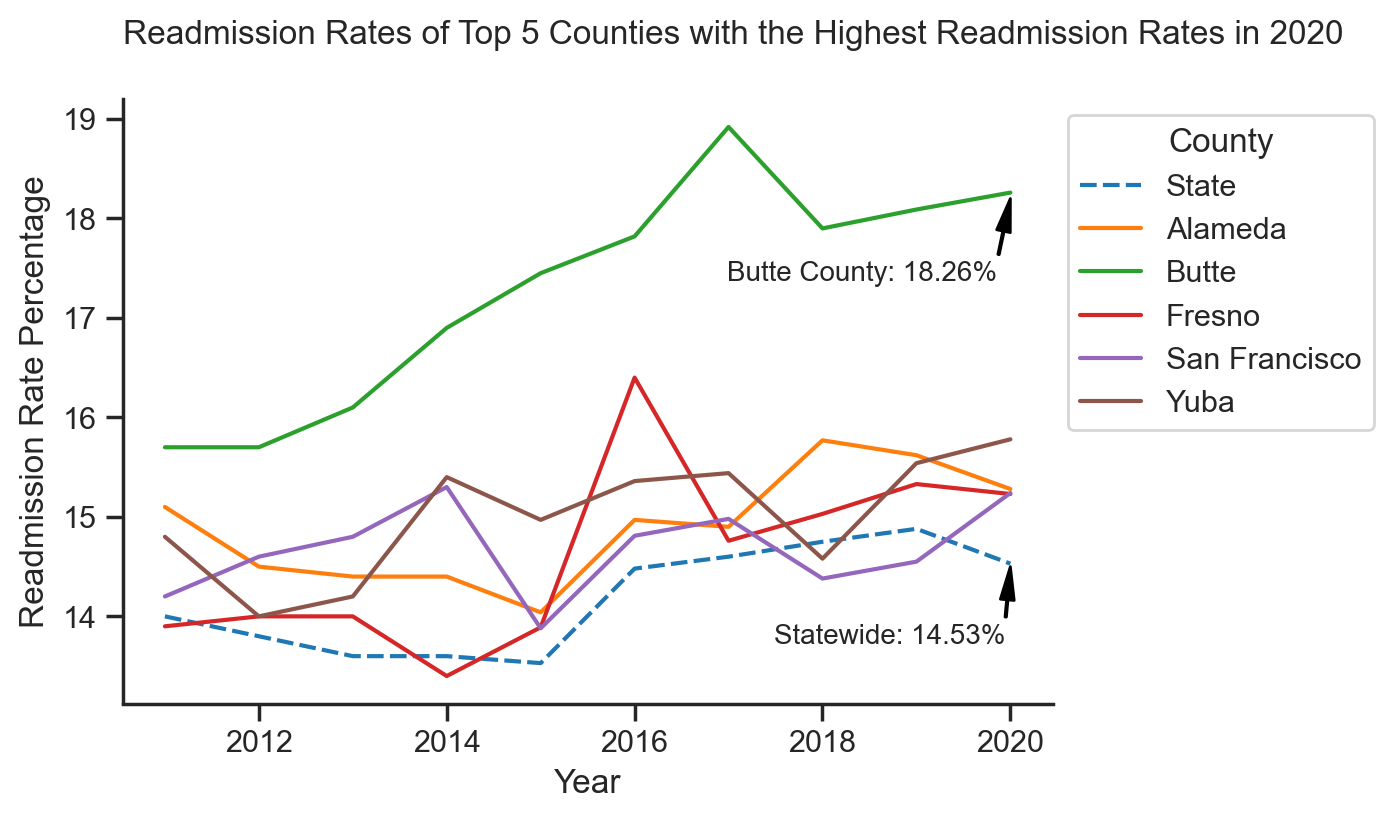 Readmission Rates of Top 5 Counties with the Highest Readmission Rates in 2020
Readmission Rate Percentage
19
18
17
16
15
14
Butte County: 18.26%
Statewide: 14.53%
2012
2014
2016
2018
2020
Year
County
State
Alameda
Butte
Fresno
San Francisco
Yuba